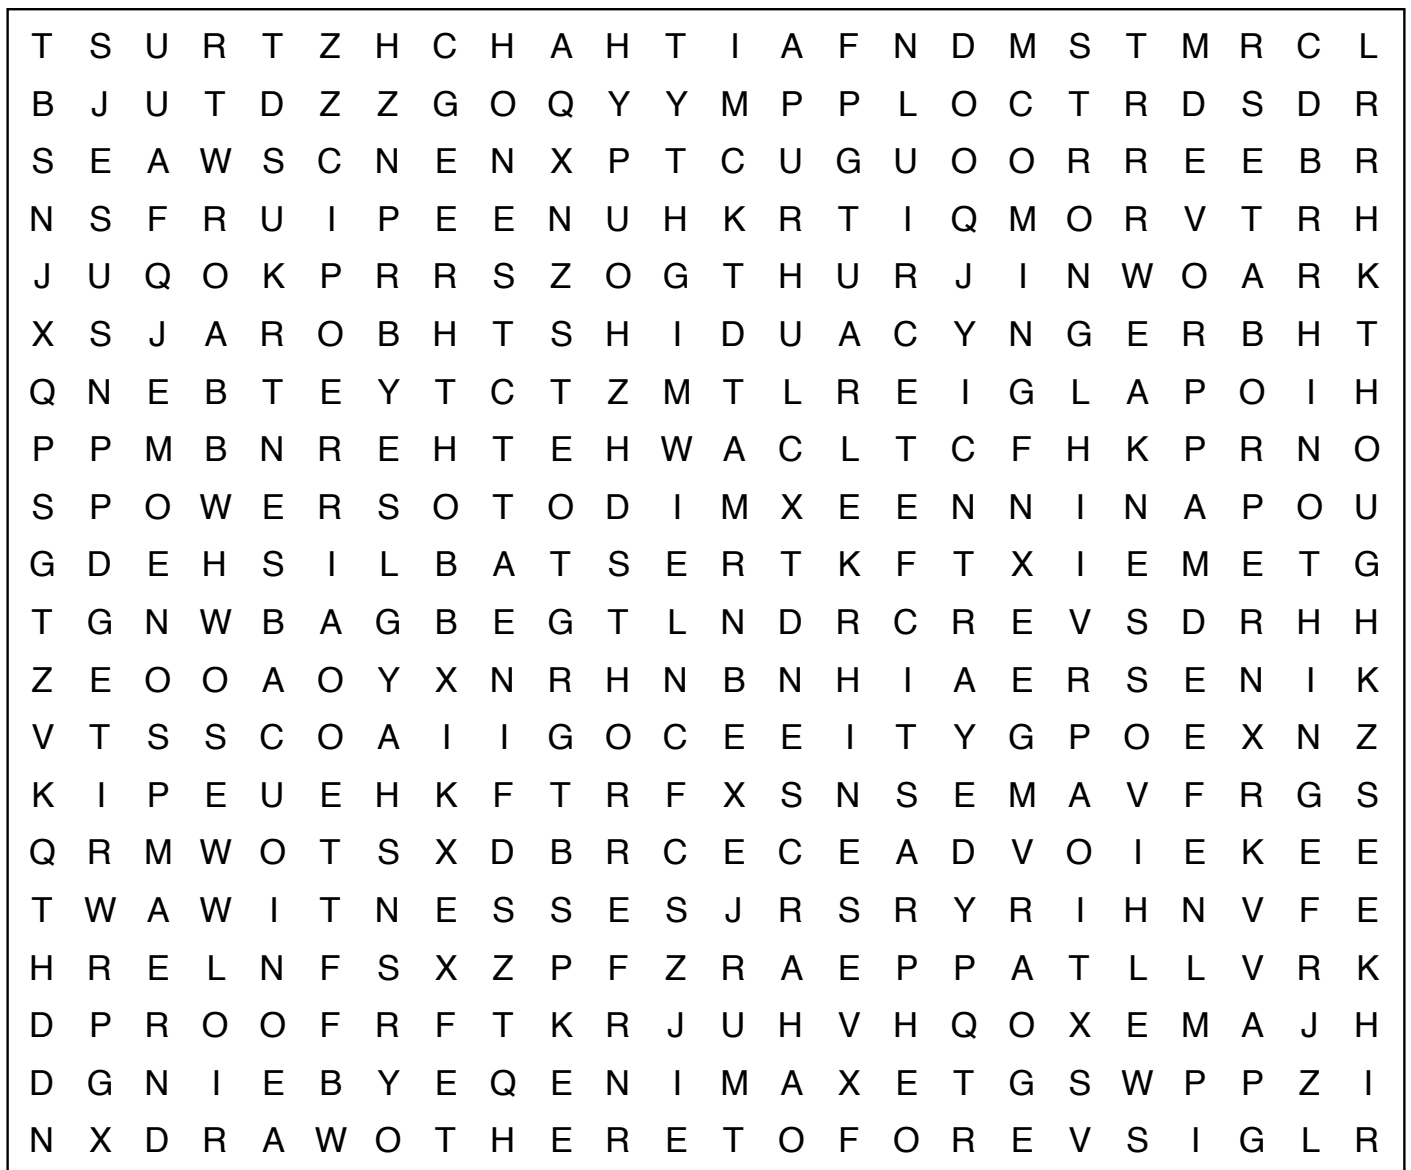 T S U R T Z H C H A H T I A F N D M S T M R C L
B J U T D Z Z G O Q Y Y M P P L O C T R D S D R
S E A W S C N E N X P T C U G U O O R R E E B R
N S F R U I P E E N U H K R T I Q M O R V T R H
J U Q O K P R R S Z O G T H U R J I N W O A R K
X S J A R O B H T S H I D U A C Y N G E R B H T
Q N E B T E Y T C T Z M T L R E I G L A P O I H
P P M B N R E H T E H W A C L T C F H K P R N O
S P O W E R S O T O D I M X E E N N I N A P O U
G D E H S I L B A T S E R T K F T X I E M E T G
T G N W B A G B E G T L N D R C R E V S D R H H
Z E O O A O Y X N R H N B N H I A E R S E N I K
V T S S C O A I I G O C E E I T Y G P O E X N Z
K I P E U E H K F T R F X S N S E M A V F R G S
Q R M W O T S X D B R C E C E A D V O I E K E E
T W A W I T N E S S E S J R S R Y R I H N V F E
H R E L N F S X Z P F Z R A E P P A T L L V R K
D P R O O F R F T K R J U H V H Q O X E M A J H
D G N I E B Y E Q E N I M A X E T G S W P P Z I
N X D R A W O T H E R E T O F O R E V S I G L R